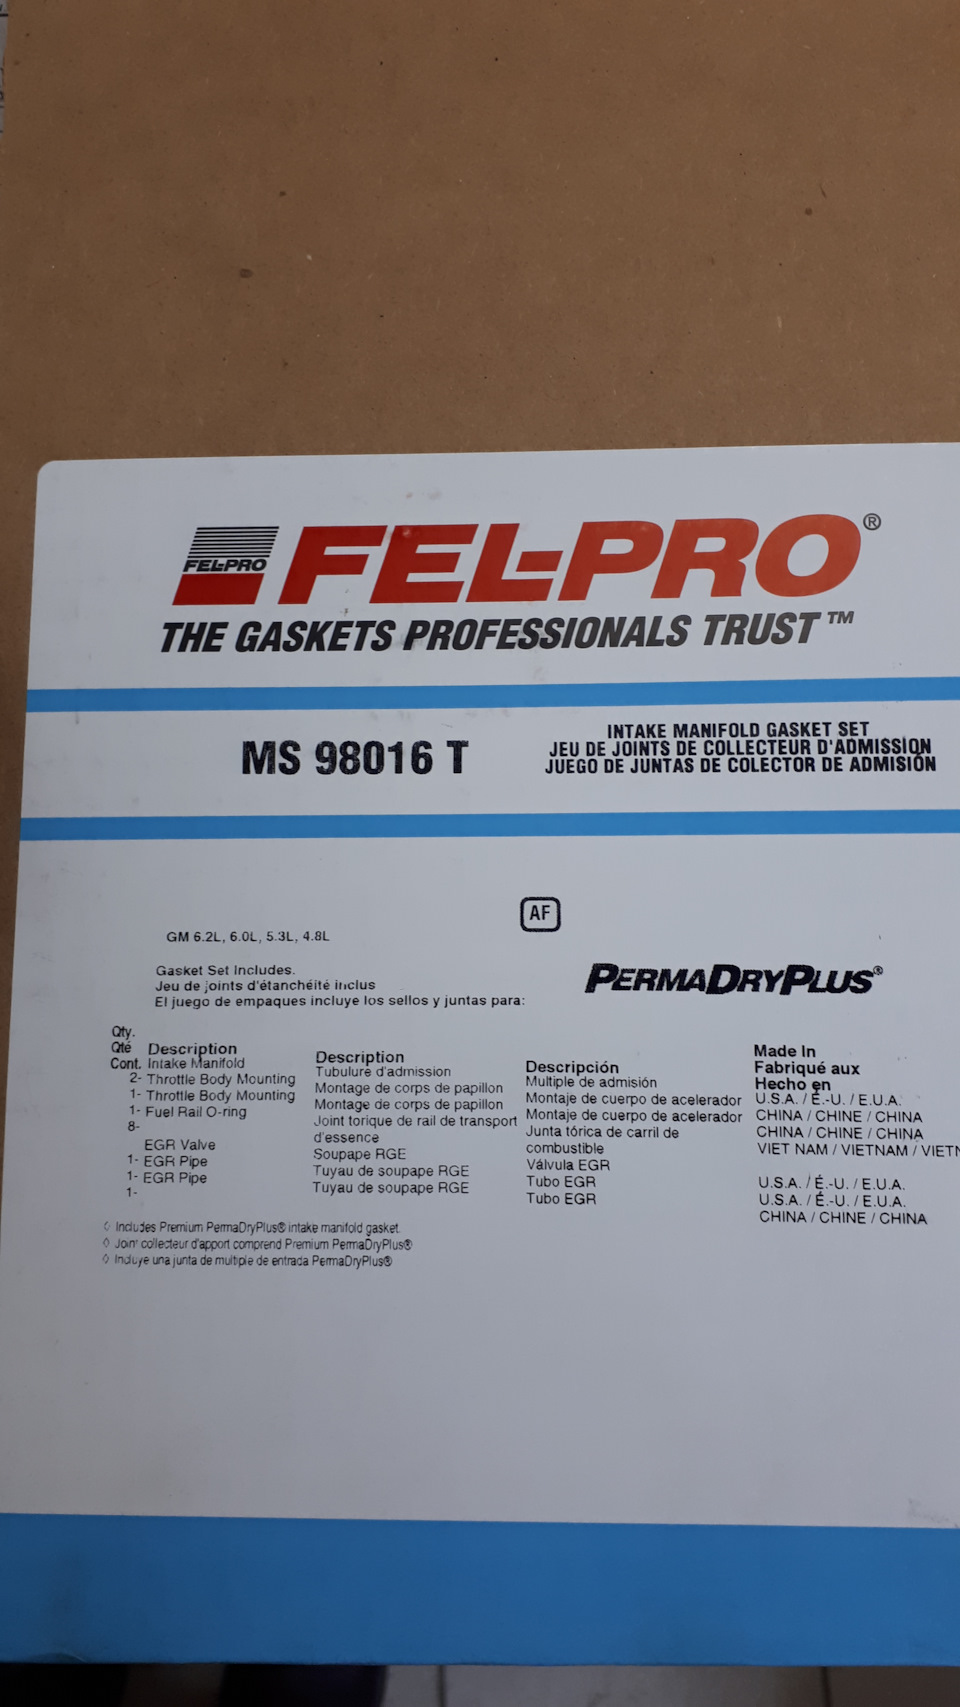 FEL-PRO
FEL-PRO®
THE GASKETS PROFESSIONALS TRUST™
MS 98016 T
INTAKE MANIFOLD GASKET SET
JEU DE JOINTS DE COLLECTEUR D'ADMISSION
JUEGO DE JUNTAS DE COLECTOR DE ADMISIÓN
AF
GM 6.2L, 6.0L, 5.3L, 4.8L
PERMADRYPLUS®
Gasket Set Includes.
Jeu de joints d'étanchéité inclus
El juego de empaques incluye los sellos y juntas para:
Qty.
Qté
Cont.
2-
1-
1-
8-
1-
1-
1-
Description
Intake Manifold
Throttle Body Mounting
Throttle Body Mounting
Fuel Rail O-ring
EGR Valve
EGR Pipe
EGR Pipe
Description
Tubulure d'admission
Montage de corps de papillon
Montage de corps de papillon
Joint torique de rail de transport
d'essence
Soupape RGE
Tuyau de soupape RGE
Tuyau de soupape RGE
Descripción
Multiple de admisión
Montaje de cuerpo de acelerador
Montaje de cuerpo de acelerador
Junta tórica de carril de
combustible
Válvula EGR
Tubo EGR
Tubo EGR
Made In
Fabriqué aux
Hecho en
U.S.A. / É.-U. / E.U.A.
CHINA / CHINE / CHINA
CHINA / CHINE / CHINA
VIET NAM / VIETNAM / VIETN
U.S.A. / É.-U. / E.U.A.
U.S.A. / É.-U. / E.U.A.
CHINA / CHINE / CHINA
◊ Includes Premium PermaDryPlus® intake manifold gasket.
◊ Joint collecteur d'apport comprend Premium PermaDryPlus®
◊ Incluye una junta de multiple de entrada PermaDryPlus®